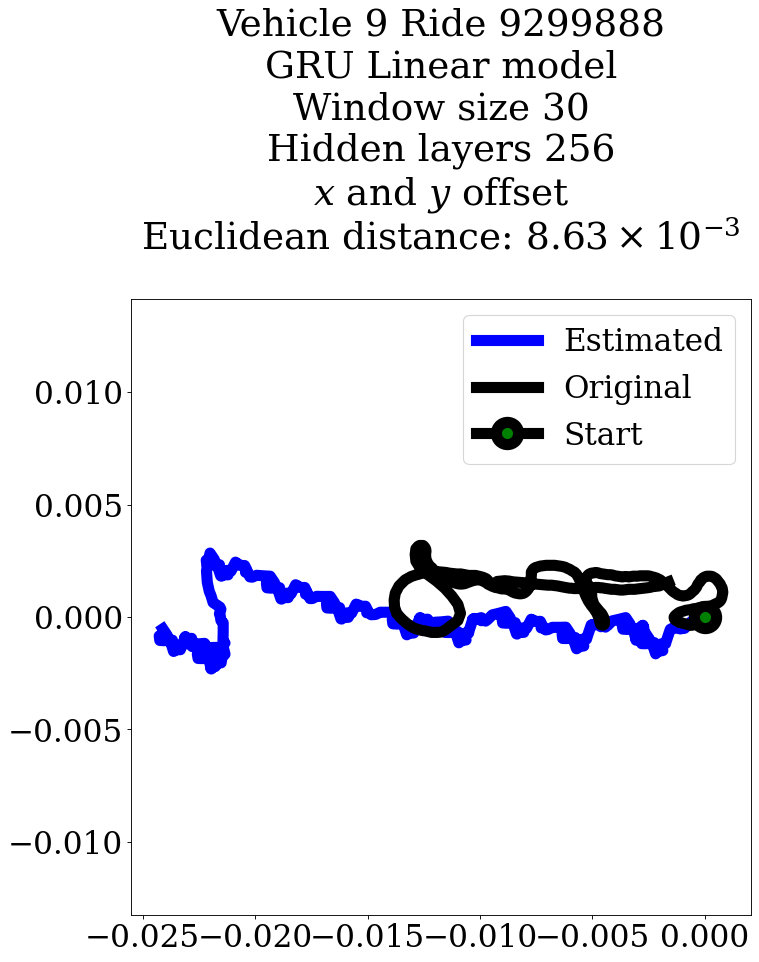 Vehicle 9 Ride 9299888
GRU Linear model
Window size 30
Hidden layers 256
x and y offset
Euclidean distance: 8.63 × 10⁻³
Estimated
Original
Start
0.010
0.005
0.000
−0.005
−0.010
−0.025 −0.020 −0.015 −0.010 −0.005 0.000